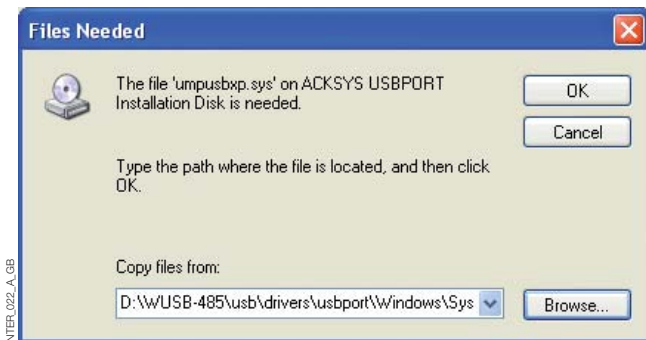 Files Needed
The file 'umpusbxp.sys' on ACKSYS USBPORT
Installation Disk is needed.
OK
Cancel
Type the path where the file is located, and then click
OK.
Copy files from:
D:\WUSB-485\usb\drivers\usbport\Windows\Sys
Browse...
NTER_022_A_GB